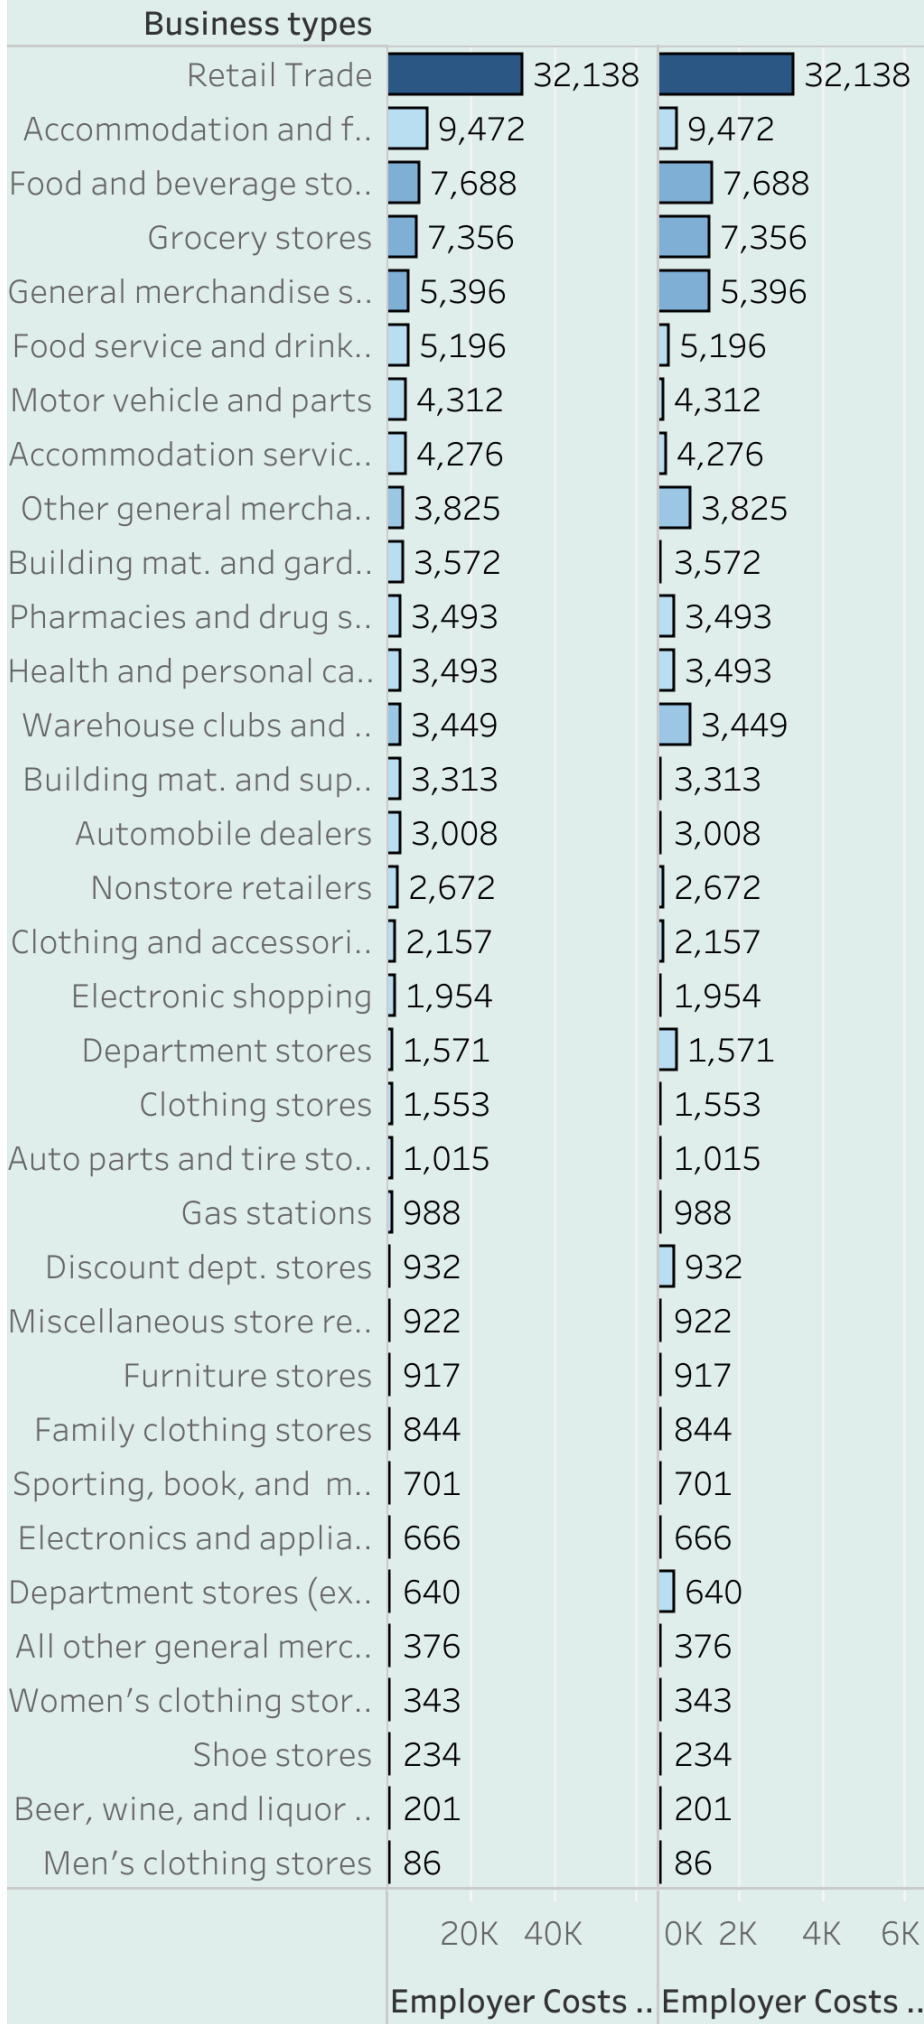 Business types
Retail Trade 32,138 32,138
Accommodation and f.. 9,472 9,472
Food and beverage sto.. 7,688 7,688
Grocery stores 7,356 7,356
General merchandise s.. 5,396 5,396
Food service and drink.. 5,196 5,196
Motor vehicle and parts 4,312 4,312
Accommodation servic.. 4,276 4,276
Other general mercha.. 3,825 3,825
Building mat. and gard.. 3,572 3,572
Pharmacies and drug s.. 3,493 3,493
Health and personal ca.. 3,493 3,493
Warehouse clubs and .. 3,449 3,449
Building mat. and sup.. 3,313 3,313
Automobile dealers 3,008 3,008
Nonstore retailers 2,672 2,672
Clothing and accessori.. 2,157 2,157
Electronic shopping 1,954 1,954
Department stores 1,571 1,571
Clothing stores 1,553 1,553
Auto parts and tire sto.. 1,015 1,015
Gas stations 988 988
Discount dept. stores 932 932
Miscellaneous store re.. 922 922
Furniture stores 917 917
Family clothing stores 844 844
Sporting, book, and  m.. 701 701
Electronics and applia.. 666 666
Department stores (ex.. 640 640
All other general merc.. 376 376
Women’s clothing stor.. 343 343
Shoe stores 234 234
Beer, wine, and liquor .. 201 201
Men’s clothing stores 86 86
20K 40K 0K 2K 4K 6K
Employer Costs .. Employer Costs ..